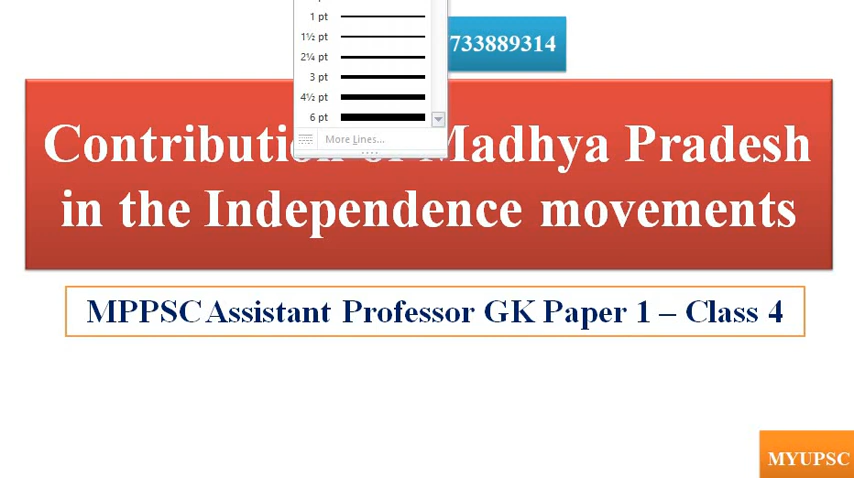 1 pt
1½ pt
2¼ pt
3 pt
4½ pt
6 pt
More Lines...
733889314
Contributi of Madhya Pradesh
in the Independence movements
MPPSC Assistant Professor GK Paper 1 – Class 4
MYUPSC